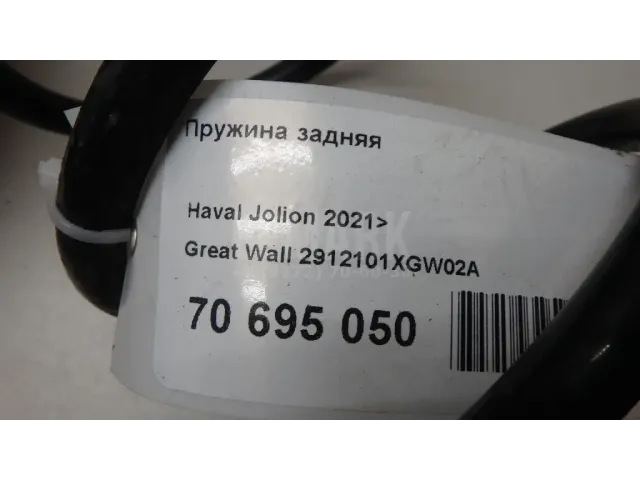 Пружина задняя
Haval Jolion 2021>
Great Wall 2912101XGW02A
70 695 050